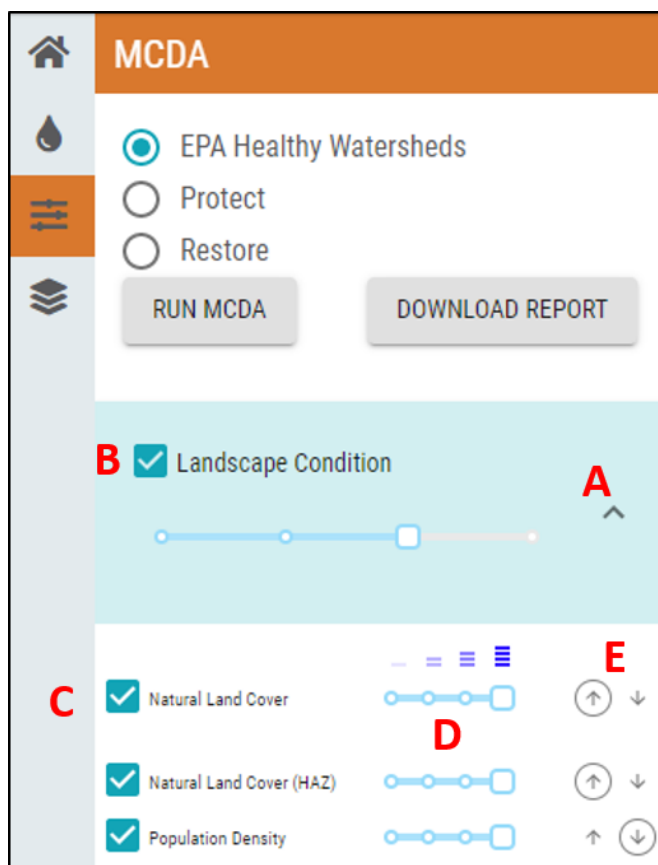 MCDA
EPA Healthy Watersheds
Protect
Restore
RUN MCDA DOWNLOAD REPORT
B Landscape Condition
A
E
C Natural Land Cover
D
Natural Land Cover (HAZ)
Population Density